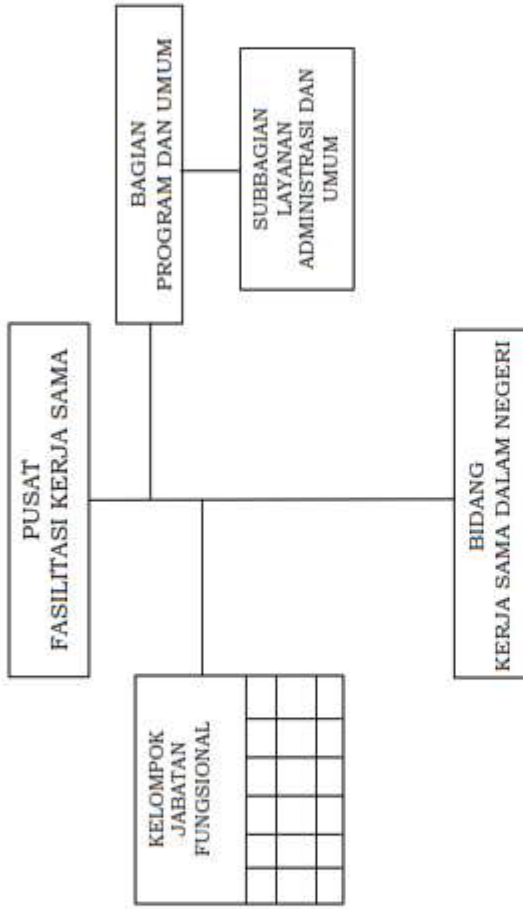 PUSAT
FASILITASI KERJA SAMA
BAGIAN
PROGRAM DAN UMUM
SUBBAGIAN
LAYANAN
ADMINISTRASI DAN
UMUM
KELOMPOK
JABATAN
FUNGSIONAL
BIDANG
KERJA SAMA DALAM NEGERI